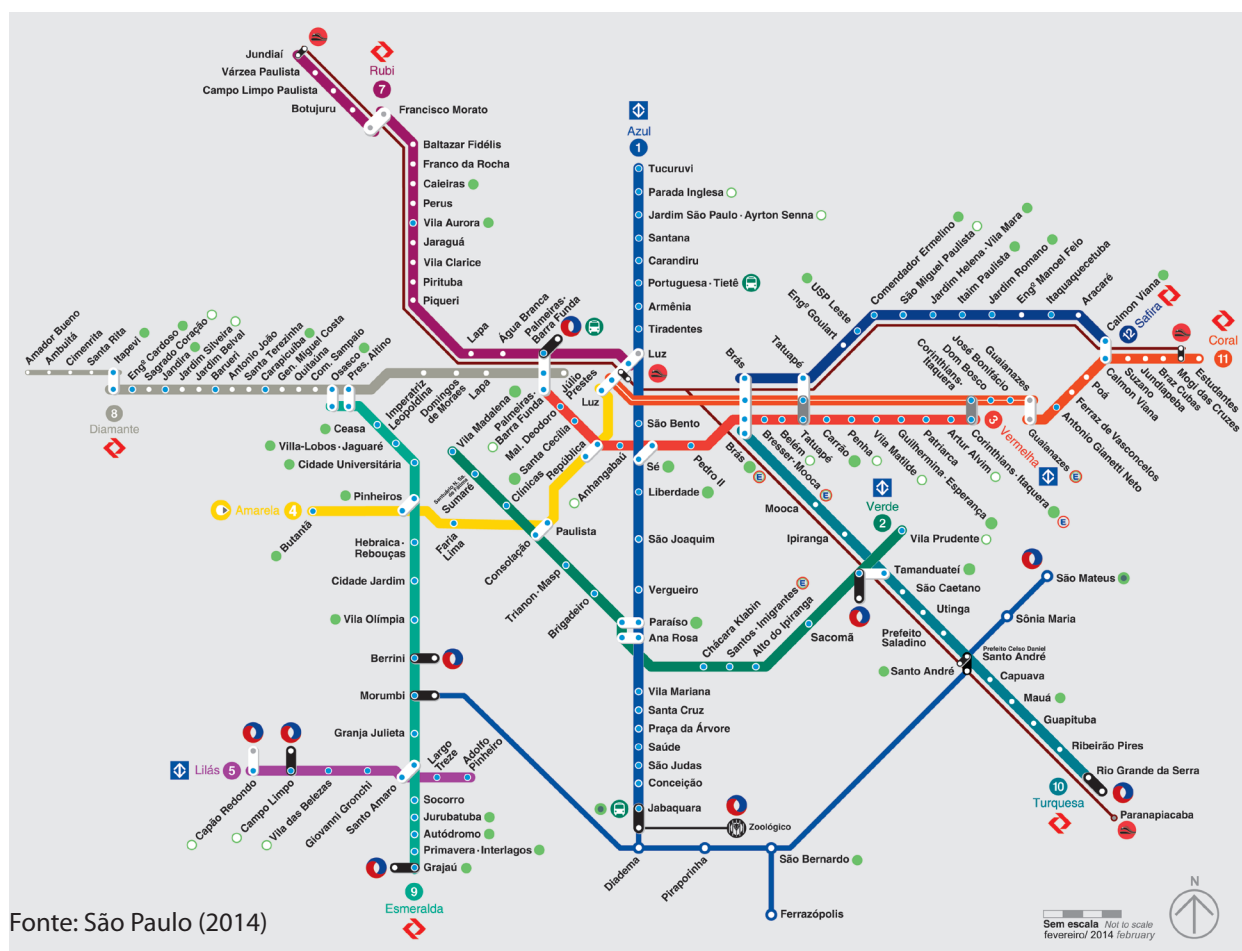 Jundiaí
Várzea Paulista
Campo Limpo Paulista
Botujuru
Rubi
7
Francisco Morato
Baltazar Fidélis
Franco da Rocha
Caieiras
Perus
Vila Aurora
Jaraguá
Vila Clarice
Pirituba
Piqueri
Lapa
Água Branca
Palmeiras-
Barra Funda
Azul
1
Tucuruvi
Parada Inglesa
Jardim São Paulo · Ayrton Senna
Santana
Carandiru
Portuguesa · Tietê
Armênia
Tiradentes
Luz
Luz
São Bento
Sé
Liberdade
São Joaquim
Vergueiro
Paraíso
Ana Rosa
Vila Mariana
Santa Cruz
Praça da Árvore
Saúde
São Judas
Conceição
Jabaquara
Zoológico
Amador Bueno
Ambuitá
Cimenrita
Santa Rita
Itapevi
Engº Cardoso
Sagrado Coração
Jandira
Jardim Silveira
Jardim Belval
Barueri
Antonio João
Santa Terezinha
Carapicuíba
Gen. Miguel Costa
Quitaúna
Com. Sampaio
Osasco
Pres. Altino
Imperatriz
Leopoldina
Domingos
de Moraes
Lapa
Palmeiras-
Barra Funda
Júlio
Prestes
8
Diamante
Ceasa
Villa-Lobos · Jaguaré
Cidade Universitária
Pinheiros
Hebraica ·
Rebouças
Cidade Jardim
Vila Olímpia
Berrini
Morumbi
Granja Julieta
Santo Amaro
Socorro
Jurubatuba
Autódromo
Primavera · Interlagos
Grajaú
9
Esmeralda
Amarela 4
Butantã
Faria
Lima
Paulista
República
Vila Madalena
Santuário N. Sa.
de Fátima
Sumaré
Clínicas
Consolação
Trianon · Masp
Brigadeiro
Chácara Klabin
Santos · Imigrantes
Alto do Ipiranga
Sacomã
Tamanduateí
Vila Prudente
Verde
2
Mal. Deodoro
Santa Cecília
Anhangabaú
Pedro II
Brás
Brás
Bresser · Mooca
Belém
Tatuapé
Tatuapé
Carrão
Penha
Vila Matilde
Guilhermina · Esperança
Patriarca
Artur Alvim
Corinthians · Itaquera
3
Vermelha
Engº Goulart
USP Leste
Comendador Ermelino
São Miguel Paulista
Jardim Helena · Vila Mara
Itaim Paulista
Jardim Romano
Engº Manoel Feio
Itaquaquecetuba
Aracaré
Calmon Viana
12
Safira
Coral
11
Corinthians-
Itaquera
Dom Bosco
José Bonifácio
Guaianazes
Guaianazes
Antonio Gianetti Neto
Ferraz de Vasconcelos
Poá
Calmon Viana
Suzano
Jundiapeba
Braz Cubas
Mogi das Cruzes
Estudantes
Mooca
Ipiranga
São Caetano
Utinga
Prefeito
Saladino
Prefeito Celso Daniel
Santo André
Santo André
Capuava
Mauá
Guapituba
Ribeirão Pires
Rio Grande da Serra
Paranapiacaba
10
Turquesa
São Mateus
Sônia Maria
Diadema
Piraporinha
São Bernardo
Ferrazópolis
Lilás 5
Capão Redondo
Campo Limpo
Vila das Belezas
Giovanni Gronchi
Largo
Treze
Adolfo
Pinheiro
E
E
E
E
E
N
Sem escala Not to scale
fevereiro/ 2014 february
Fonte: São Paulo (2014)